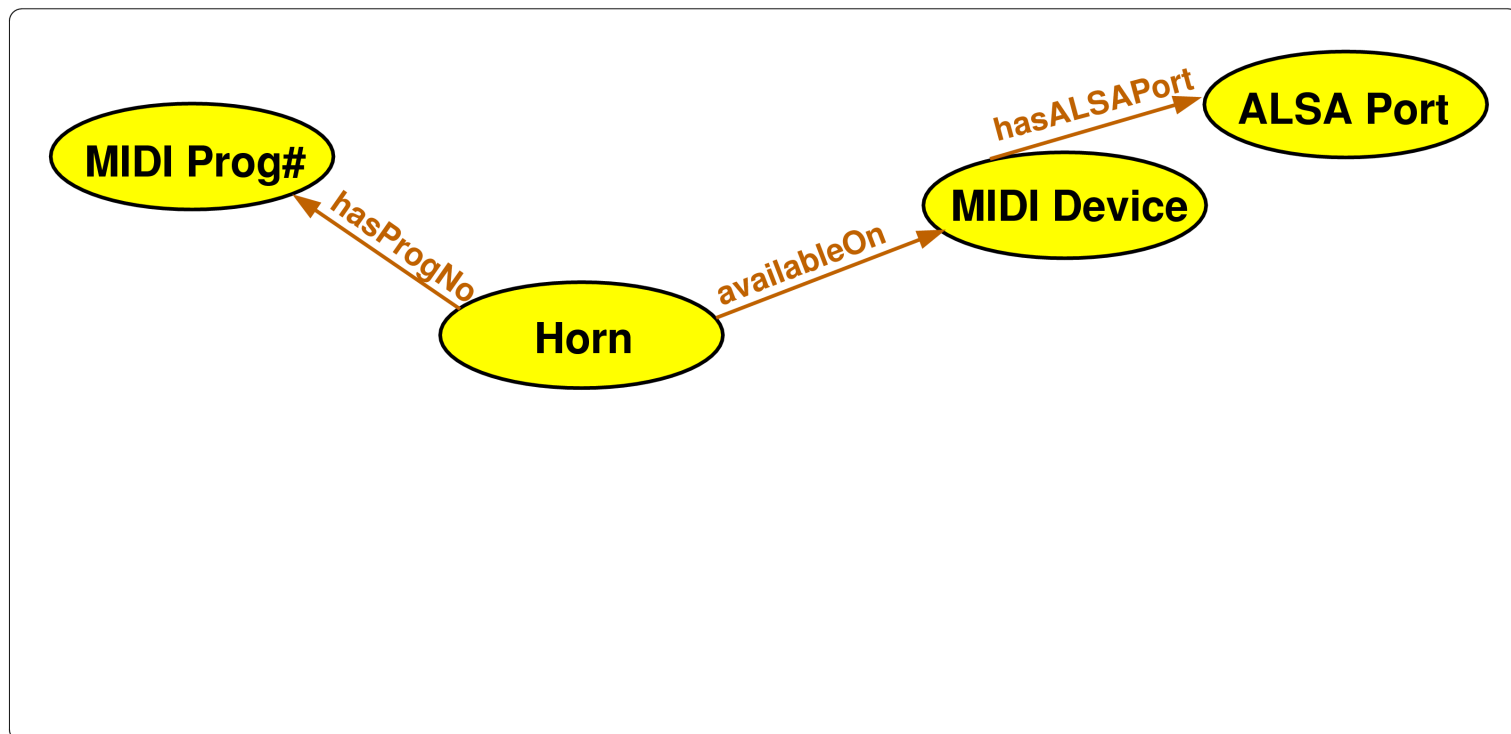 hasALSAPort
ALSA Port
MIDI Prog#
MIDI Device
hasProgNo
availableOn
Horn